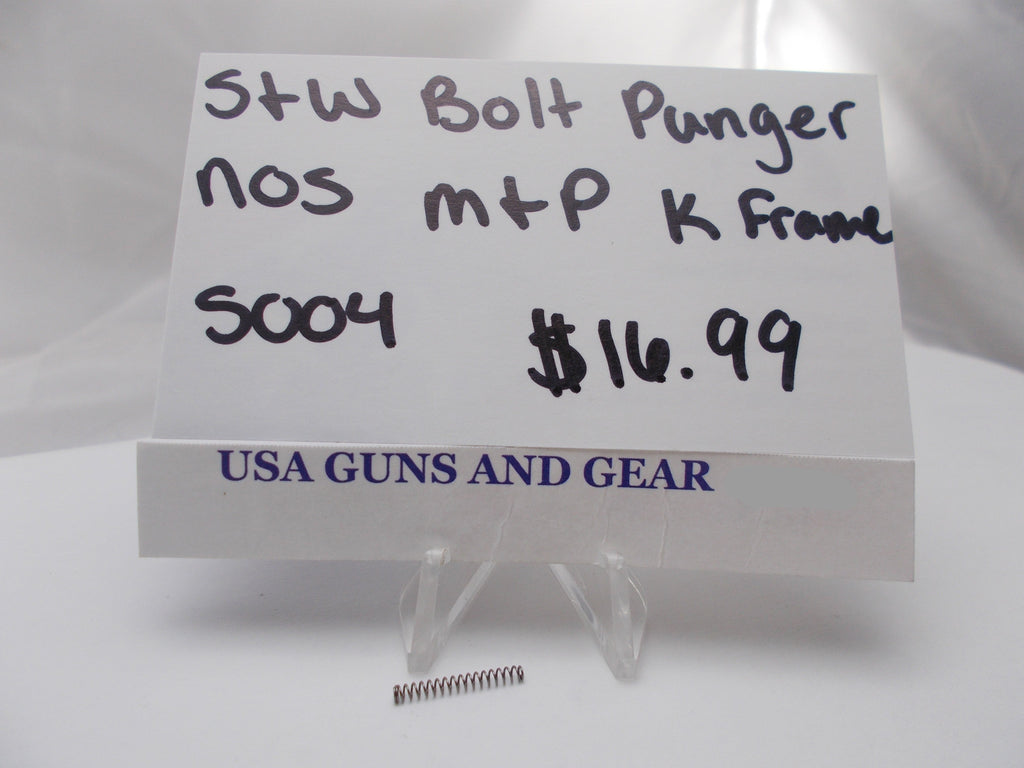 S+W Bolt Punger
nos m+P K Frame
S004 $16.99
USA GUNS AND GEAR